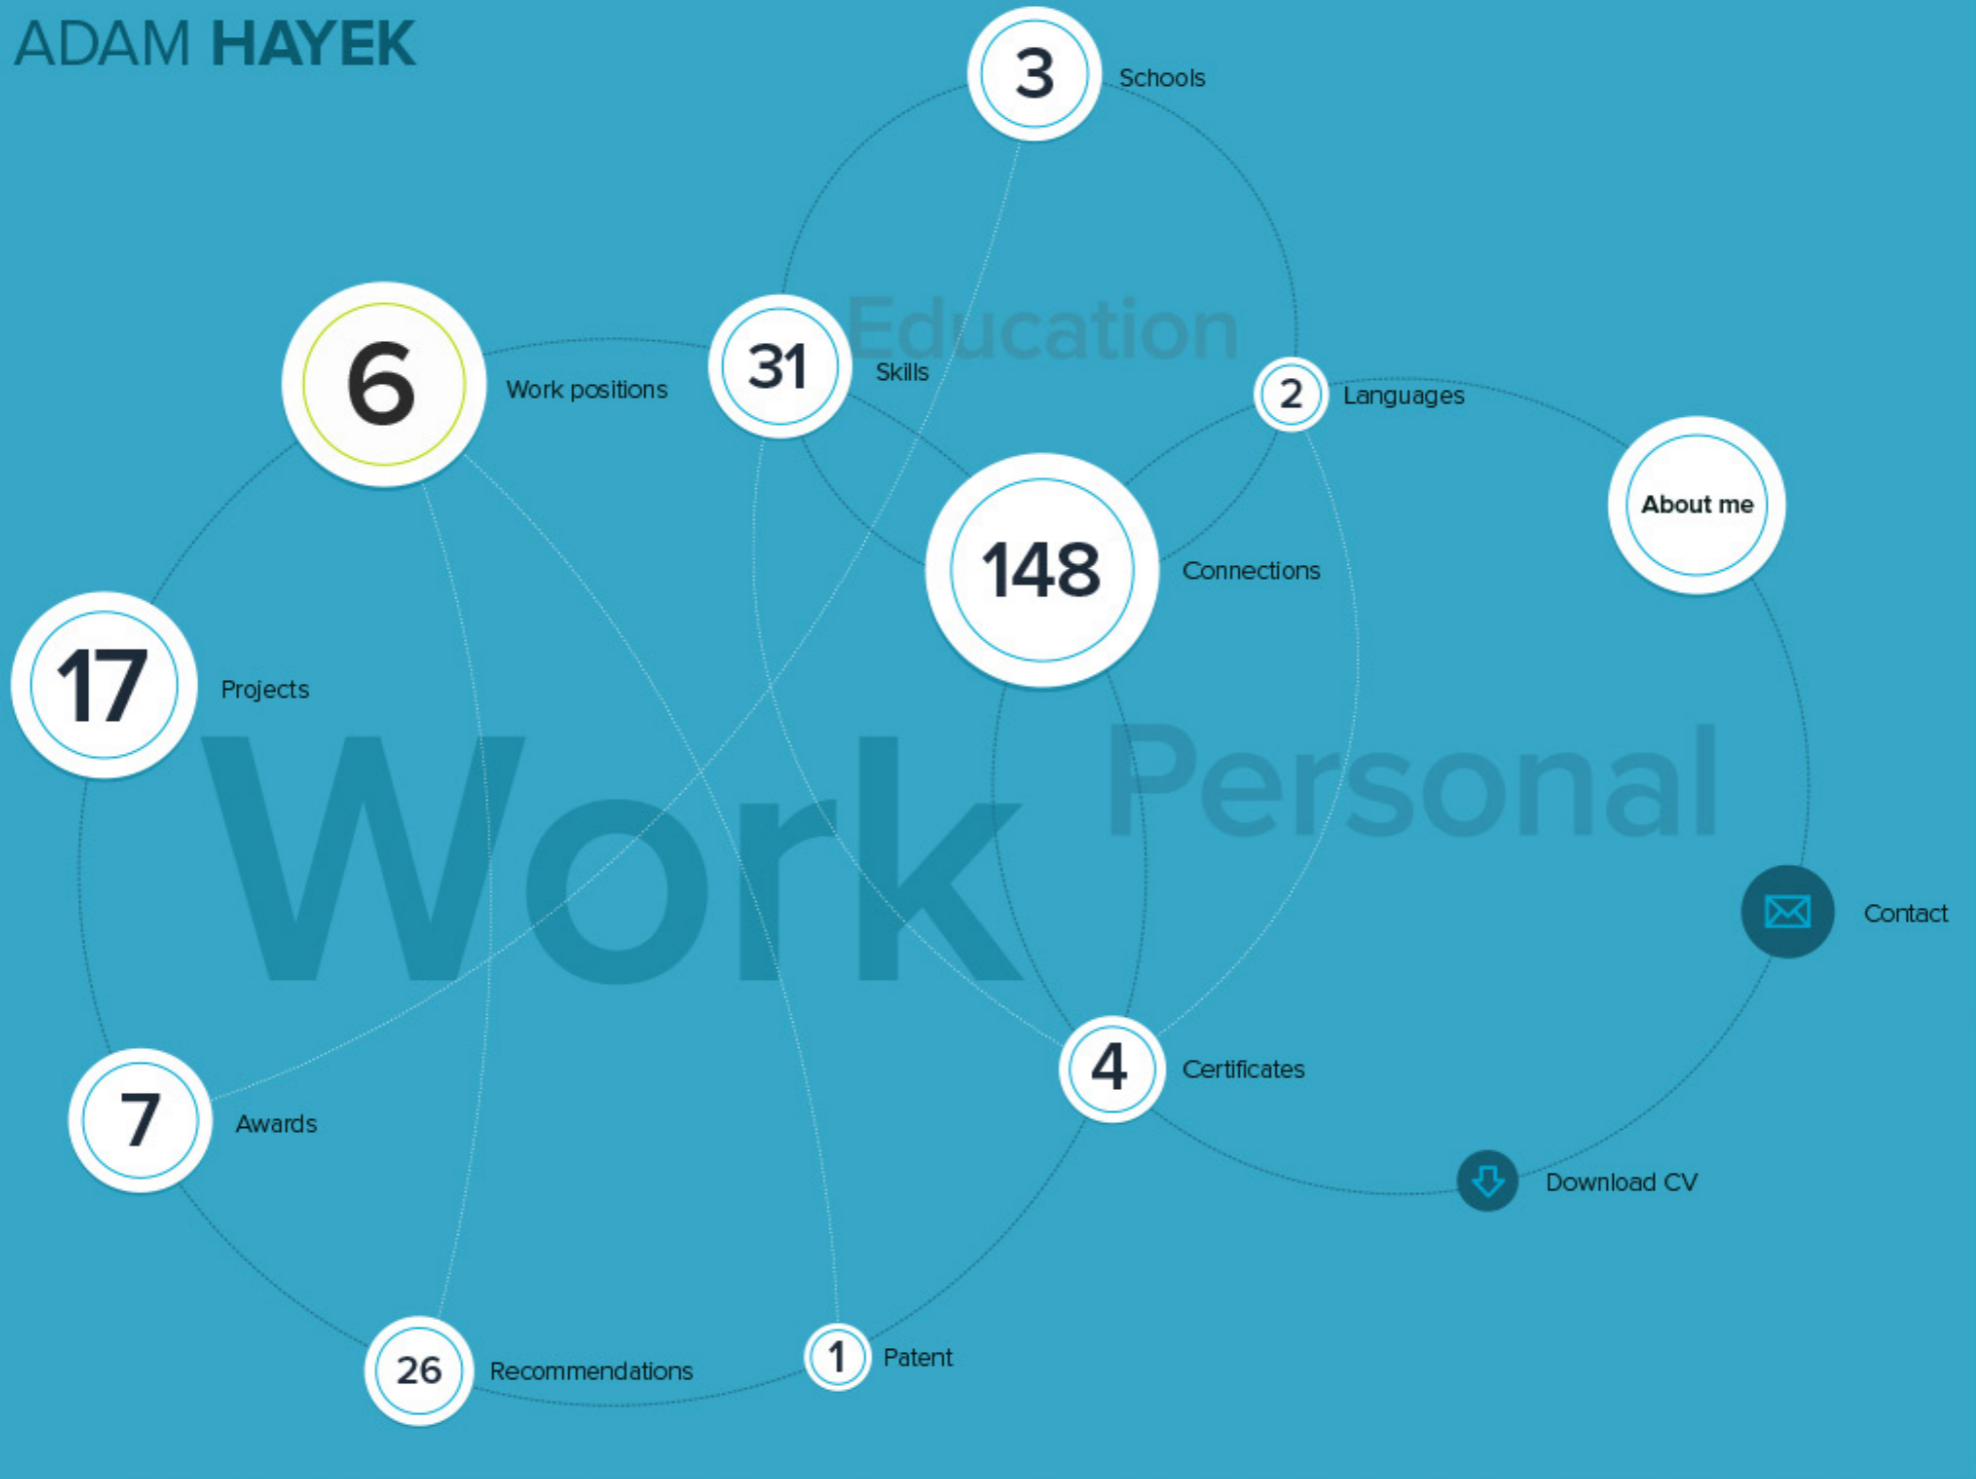 ADAM HAYEK
3
Schools
Education
6
Work positions
31
Skills
2
Languages
About me
148
Connections
17
Projects
Work
Personal
Contact
4
Certificates
7
Awards
Download CV
26
Recommendations
1
Patent